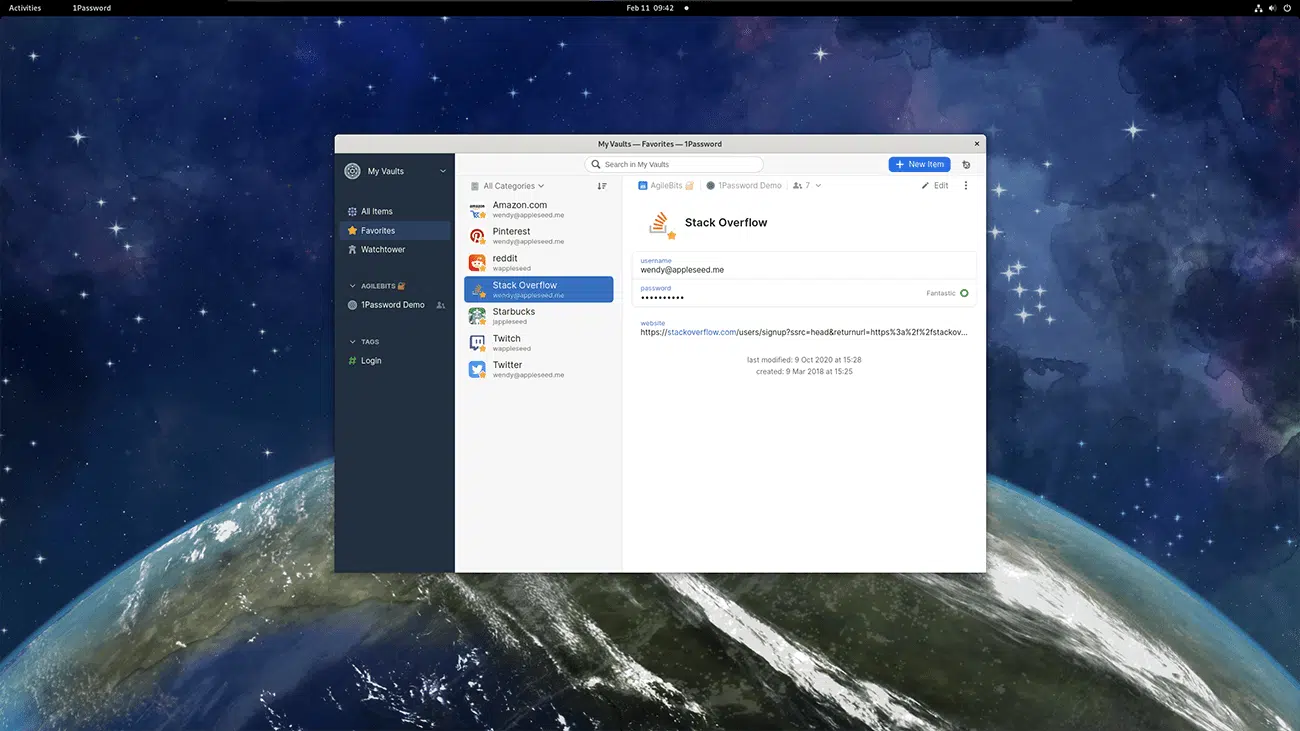 Activities
1Password
Feb 11 09:42
My Vaults — Favorites — 1Password
My Vaults
Search in My Vaults
New Item
All Items
Favorites
Watchtower
AGILEBITS
1Password Demo
TAGS
Login
All Categories
Amazon.com
wendy@appleseed.me
Pinterest
wendy@appleseed.me
reddit
wappleseed
Stack Overflow
wendy@appleseed.me
Starbucks
jappleseed
Twitch
wappleseed
Twitter
wendy@appleseed.me
AgileBits
1Password Demo
7
Edit
Stack Overflow
username
wendy@appleseed.me
password
••••••••••
Fantastic
website
https://stackoverflow.com/users/signup?ssrc=head&returnurl=https%3a%2f%2fstackov...
last modified: 9 Oct 2020 at 15:28
created: 9 Mar 2018 at 15:25